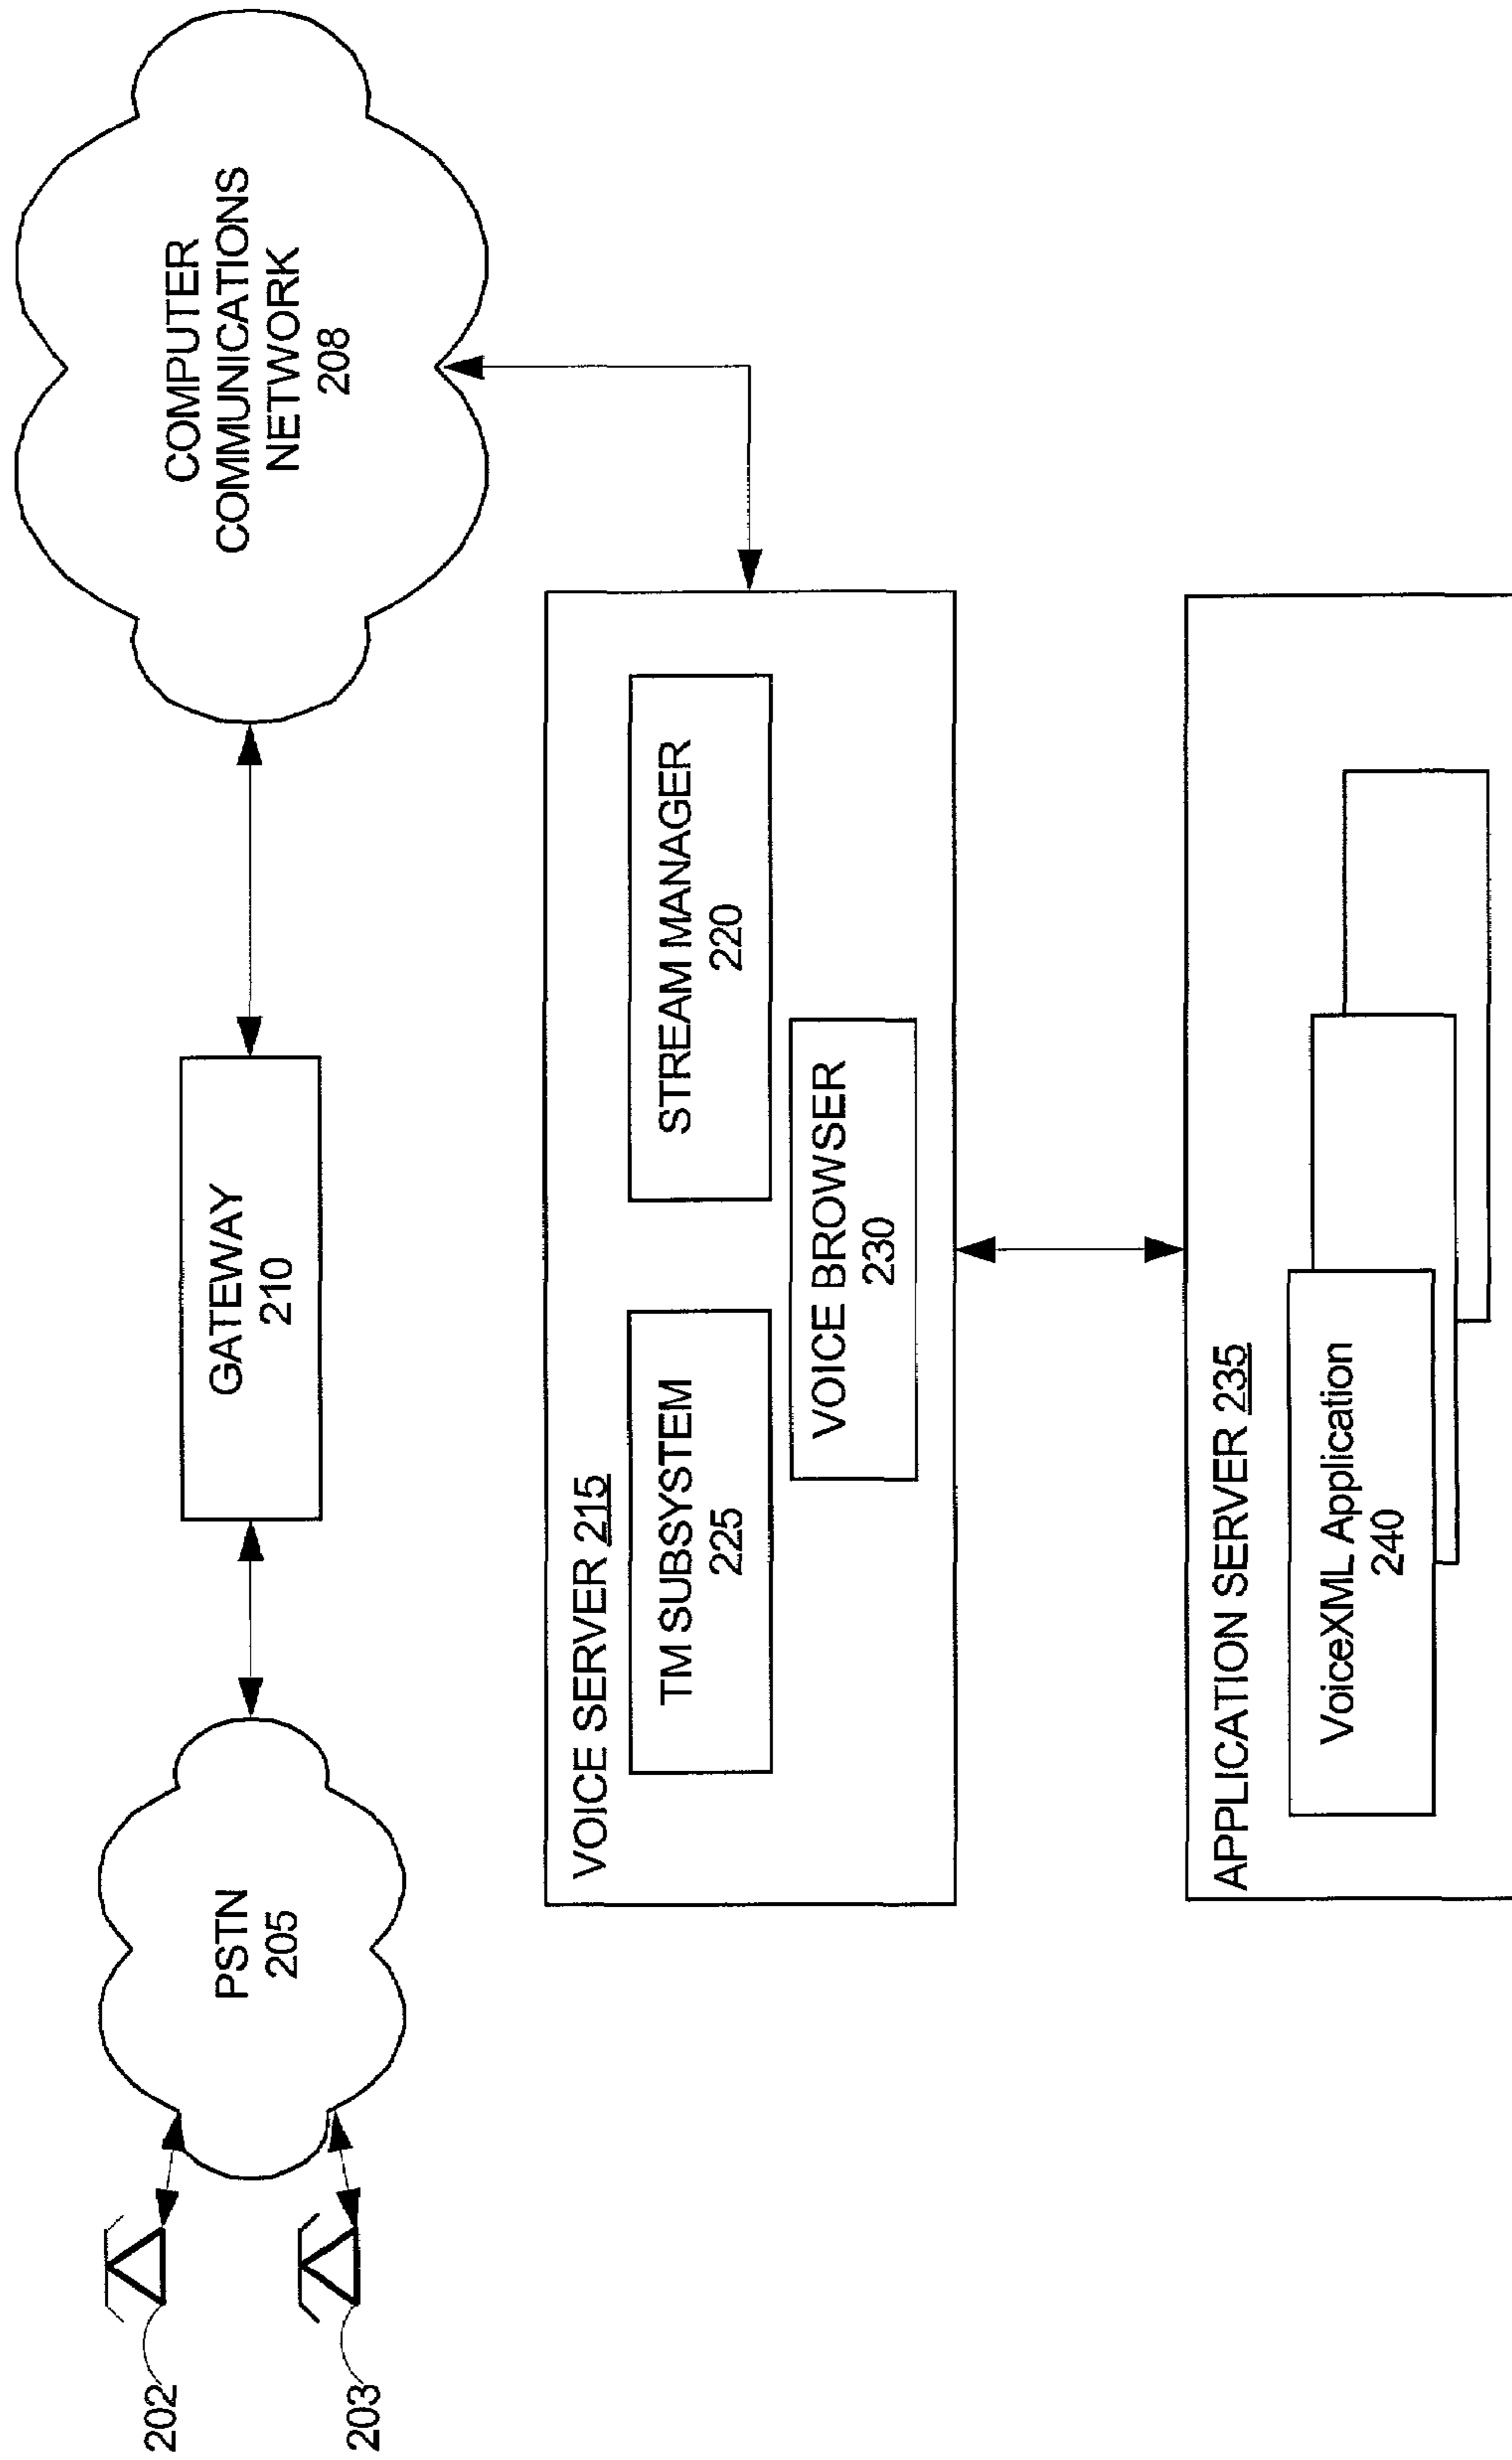 202
203
PSTN
205
GATEWAY
210
COMPUTER
COMMUNICATIONS
NETWORK
208
VOICE SERVER 215
TM SUBSYSTEM
225
STREAM MANAGER
220
VOICE BROWSER
230
APPLICATION SERVER 235
VoiceXML Application
240